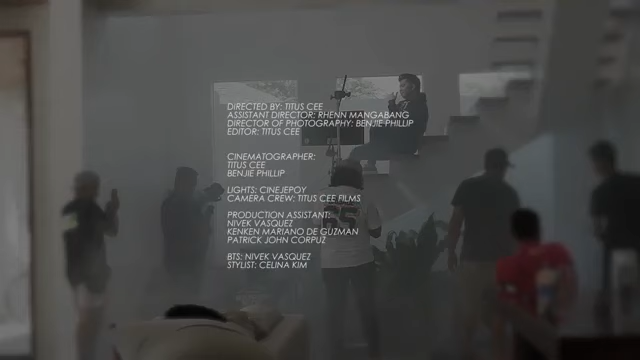 DIRECTED BY: TITUS CEE
ASSISTANT DIRECTOR: RHENN MANGABANG
DIRECTOR OF PHOTOGRAPHY: BENJIE PHILLIP
EDITOR: TITUS CEE
CINEMATOGRAPHER:
TITUS CEE
BENJIE PHILLIP
LIGHTS: CINEJEPOY
CAMERA CREW: TITUS CEE FILMS
PRODUCTION ASSISTANT:
NIVEK VASQUEZ
KENKEN MARIANO DE GUZMAN
PATRICK JOHN CORPUZ
BTS: NIVEK VASQUEZ
STYLIST: CELINA KIM
65